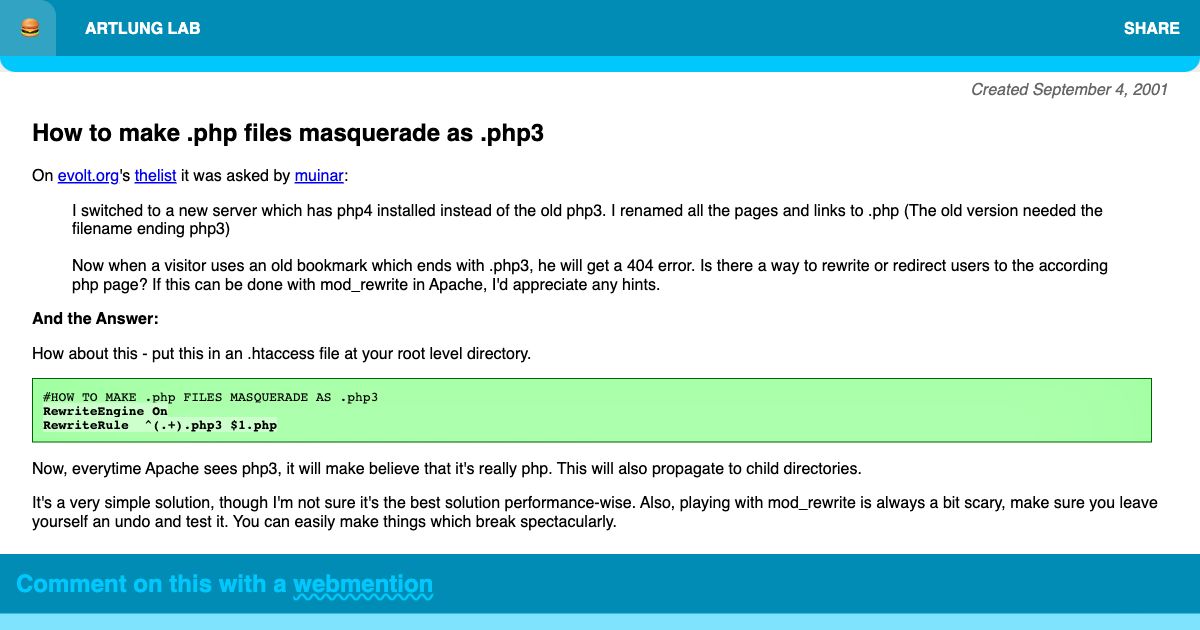 ARTLUNG LAB
SHARE
Created September 4, 2001
How to make .php files masquerade as .php3
On evolt.org's thelist it was asked by muinar:
I switched to a new server which has php4 installed instead of the old php3. I renamed all the pages and links to .php (The old version needed the
filename ending php3)
Now when a visitor uses an old bookmark which ends with .php3, he will get a 404 error. Is there a way to rewrite or redirect users to the according
php page? If this can be done with mod_rewrite in Apache, I'd appreciate any hints.
And the Answer:
How about this - put this in an .htaccess file at your root level directory.
#HOW TO MAKE .php FILES MASQUERADE AS .php3
RewriteEngine On
RewriteRule  ^(.+).php3 $1.php
Now, everytime Apache sees php3, it will make believe that it's really php. This will also propagate to child directories.
It's a very simple solution, though I'm not sure it's the best solution performance-wise. Also, playing with mod_rewrite is always a bit scary, make sure you leave
yourself an undo and test it. You can easily make things which break spectacularly.
Comment on this with a webmention